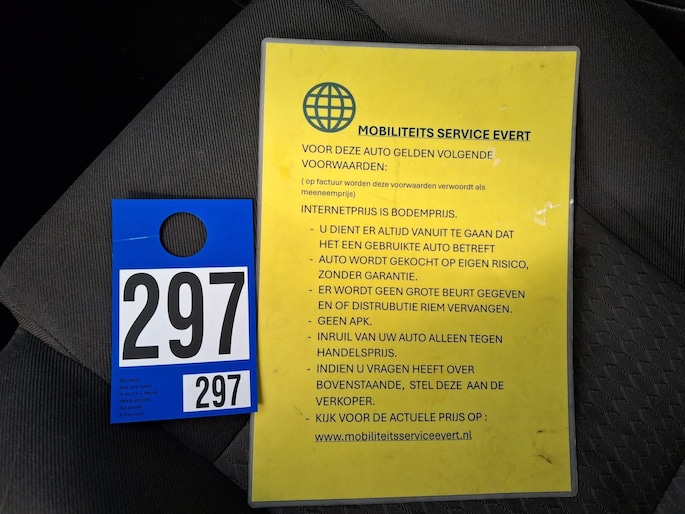 MOBILITEITS SERVICE EVERT
VOOR DEZE AUTO GELDEN VOLGENDE
VOORWAARDEN:
( op factuur worden deze voorwaarden verwoordt als
meeneemprijs)
INTERNETPRIJS IS BODEMPRIJS.
- U DIENT ER ALTIJD VANUIT TE GAAN DAT
HET EEN GEBRUIKTE AUTO BETREFT
- AUTO WORDT GEKOCHT OP EIGEN RISICO,
ZONDER GARANTIE.
- ER WORDT GEEN GROTE BEURT GEGEVEN
EN OF DISTRUBUTIE RIEM VERVANGEN.
- GEEN APK.
- INRUIL VAN UW AUTO ALLEEN TEGEN
HANDELSPRIJS.
- INDIEN U VRAGEN HEEFT OVER
BOVENSTAANDE, STEL DEZE AAN DE
VERKOPER.
- KIJK VOOR DE ACTUELE PRIJS OP :
www.mobiliteitsserviceevert.nl
297
297